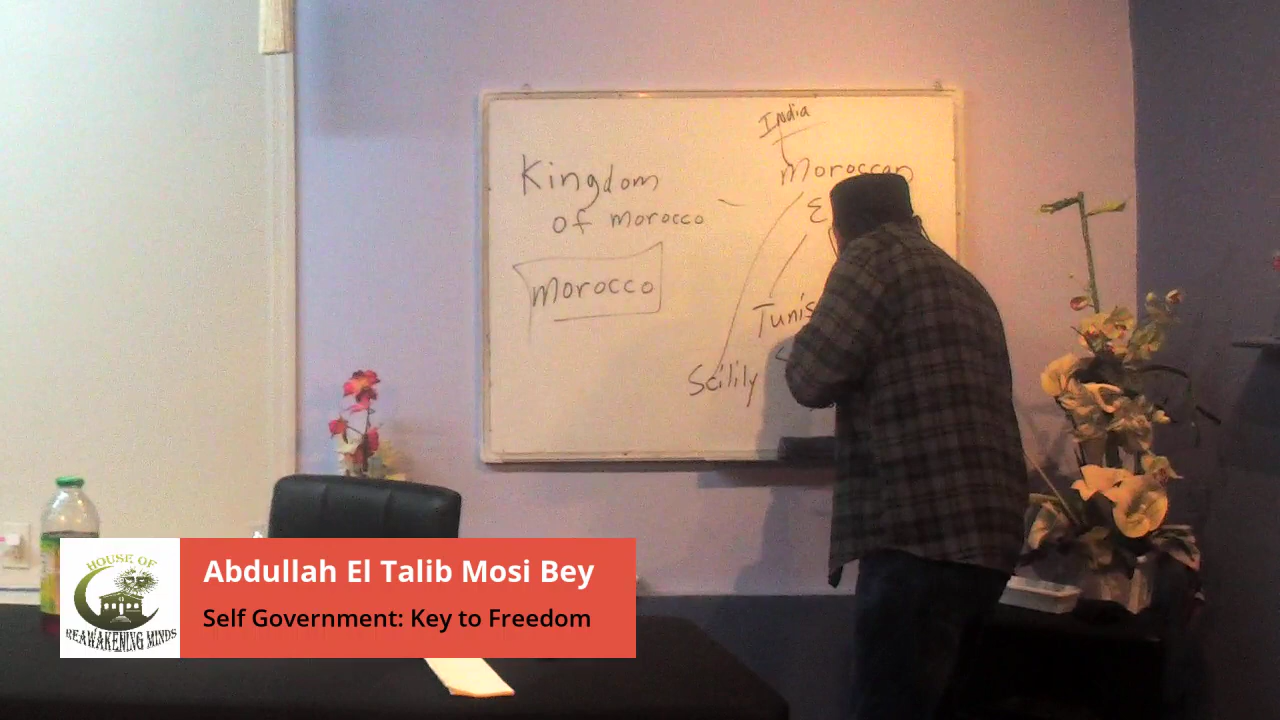 India
Kingdom
of morocco
Moroccan
morocco
Tunis
Scilily
HOUSE OF
REAWAKENING MINDS
Abdullah El Talib Mosi Bey
Self Government: Key to Freedom